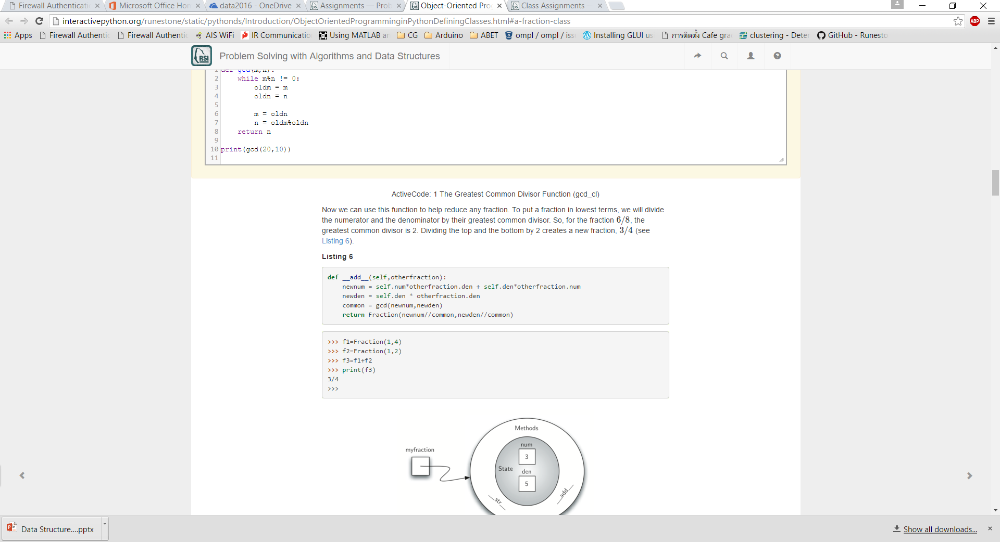 Firewall Authenticati
Microsoft Office Hon
data2016 - OneDrive
Assignments — Prob
Object-Oriented Pro
Class Assignments —
interactivepython.org/runestone/static/pythonds/Introduction/ObjectOrientedProgramminginPythonDefiningClasses.html#a-fraction-class
ABP
Apps
Firewall Authentic
Firewall Authentic
AIS WiFi
IR Communicatio
Using MATLAB an
CG
Arduino
ABET
ompl / ompl / iss
Installing GLUI us
การติดตั้ง Cafe gra
clustering - Deter
GitHub - Runesto
RSI
Problem Solving with Algorithms and Data Structures
1 def gcd(m,n):
2 while m%n != 0:
3 oldm = m
4 oldn = n
5
6 m = oldn
7 n = oldm%oldn
8 return n
9
10 print(gcd(20,10))
11
ActiveCode: 1 The Greatest Common Divisor Function (gcd_cl)
Now we can use this function to help reduce any fraction. To put a fraction in lowest terms, we will divide
the numerator and the denominator by their greatest common divisor. So, for the fraction 6/8, the
greatest common divisor is 2. Dividing the top and the bottom by 2 creates a new fraction, 3/4 (see
Listing 6).
Listing 6
def __add__(self,otherfraction):
newnum = self.num*otherfraction.den + self.den*otherfraction.num
newden = self.den * otherfraction.den
common = gcd(newnum,newden)
return Fraction(newnum//common,newden//common)
>>> f1=Fraction(1,4)
>>> f2=Fraction(1,2)
>>> f3=f1+f2
>>> print(f3)
3/4
>>>
Methods
num
myfraction
3
State
den
5
__str__
__add__
Data Structure....pptx
Show all downloads...